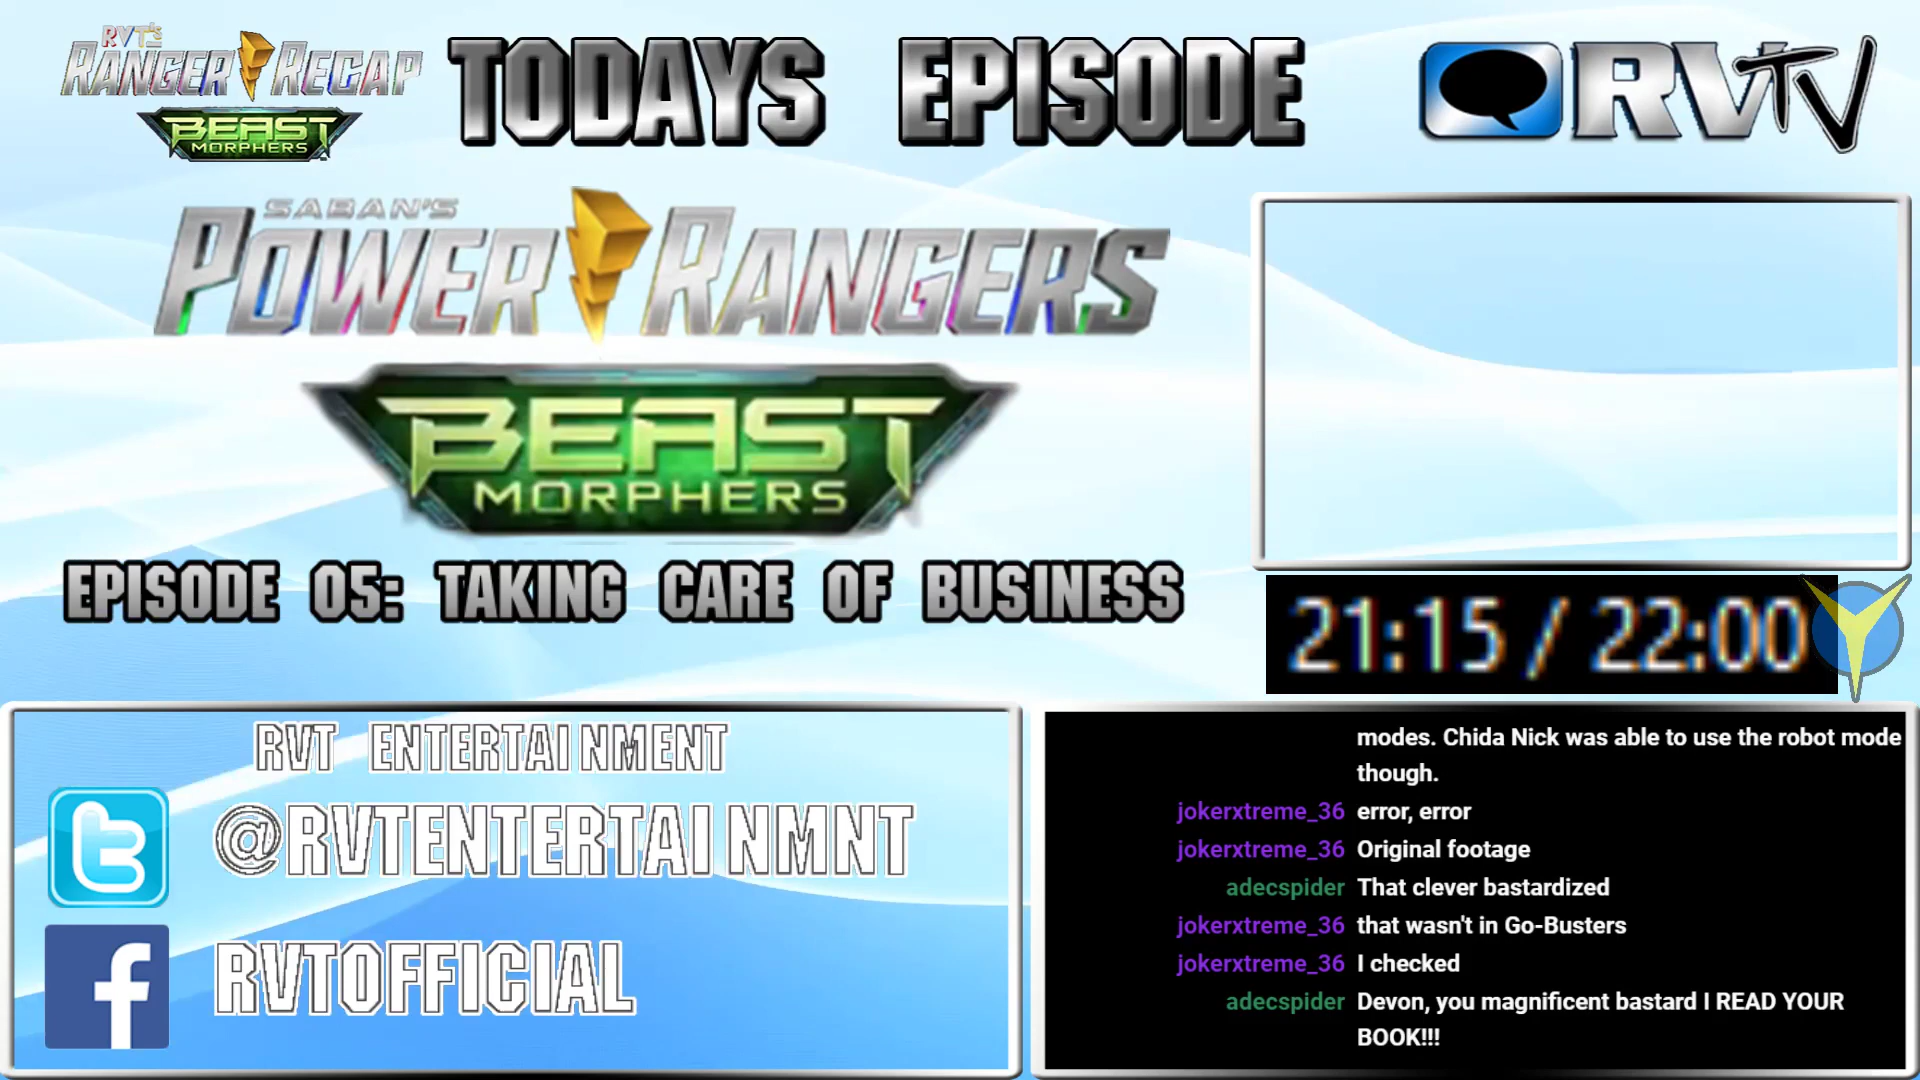 RVT's
RANGER RECAP
BEAST
MORPHERS
TODAYS EPISODE
RVTV
SABAN'S
POWER RANGERS
BEAST
MORPHERS
EPISODE 05: TAKING CARE OF BUSINESS
21:15 / 22:00
RVT ENTERTAINMENT
@RVTENTERTAINMNT
RVTOFFICIAL
modes. Chida Nick was able to use the robot mode
though.
jokerxtreme_36 error, error
jokerxtreme_36 Original footage
adecspider That clever bastardized
jokerxtreme_36 that wasn't in Go-Busters
jokerxtreme_36 I checked
adecspider Devon, you magnificent bastard I READ YOUR
BOOK!!!